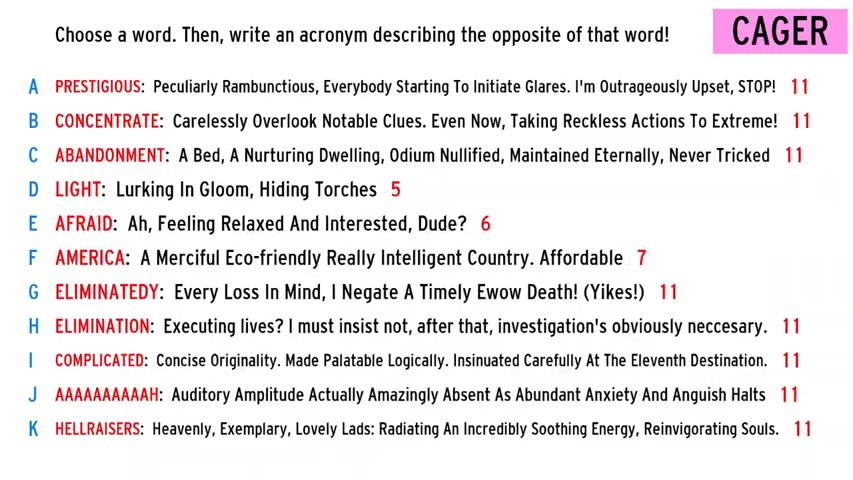 Choose a word. Then, write an acronym describing the opposite of that word!
CAGER
A PRESTIGIOUS: Peculiarly Rambunctious, Everybody Starting To Initiate Glares. I'm Outrageously Upset, STOP! 11
B CONCENTRATE: Carelessly Overlook Notable Clues. Even Now, Taking Reckless Actions To Extreme! 11
C ABANDONMENT: A Bed, A Nurturing Dwelling, Odium Nullified, Maintained Eternally, Never Tricked 11
D LIGHT: Lurking In Gloom, Hiding Torches 5
E AFRAID: Ah, Feeling Relaxed And Interested, Dude? 6
F AMERICA: A Merciful Eco-friendly Really Intelligent Country. Affordable 7
G ELIMINATEDY: Every Loss In Mind, I Negate A Timely Ewow Death! (Yikes!) 11
H ELIMINATION: Executing lives? I must insist not, after that, investigation's obviously neccesary. 11
I COMPLICATED: Concise Originality. Made Palatable Logically. Insinuated Carefully At The Eleventh Destination. 11
J AAAAAAAAAAH: Auditory Amplitude Actually Amazingly Absent As Abundant Anxiety And Anguish Halts 11
K HELLRAISERS: Heavenly, Exemplary, Lovely Lads: Radiating An Incredibly Soothing Energy, Reinvigorating Souls. 11